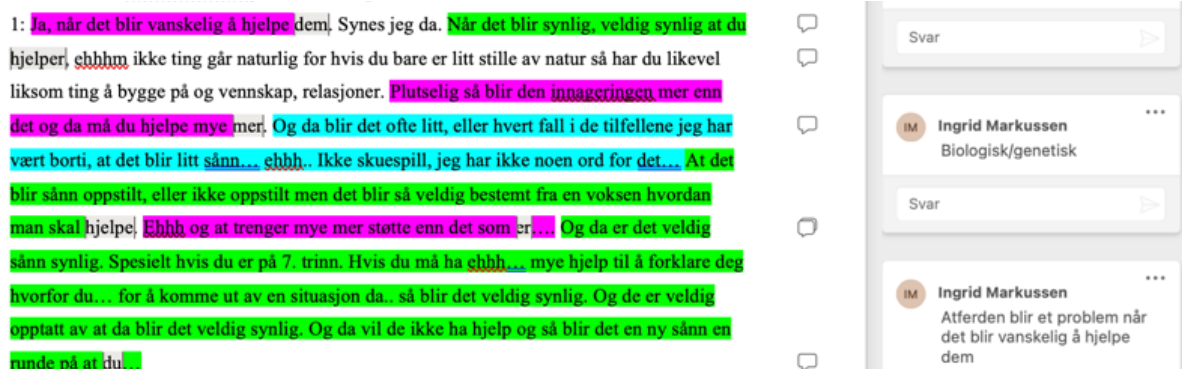 1: Ja, når det blir vanskelig å hjelpe dem. Synes jeg da. Når det blir synlig, veldig synlig at du
hjelper, ehhhm ikke ting går naturlig for hvis du bare er litt stille av natur så har du likevel
liksom ting å bygge på og vennskap, relasjoner. Plutselig så blir den innageringen mer enn
det og da må du hjelpe mye mer. Og da blir det ofte litt, eller hvert fall i de tilfellene jeg har
vært borti, at det blir litt sånn… ehhh.. Ikke skuespill, jeg har ikke noen ord for det… At det
blir sånn oppstilt, eller ikke oppstilt men det blir så veldig bestemt fra en voksen hvordan
man skal hjelpe. Ehhh og at trenger mye mer støtte enn det som er…. Og da er det veldig
sånn synlig. Spesielt hvis du er på 7. trinn. Hvis du må ha ehhh… mye hjelp til å forklare deg
hvorfor du… for å komme ut av en situasjon da.. så blir det veldig synlig. Og de er veldig
opptatt av at da blir det veldig synlig. Og da vil de ikke ha hjelp og så blir det en ny sånn en
runde på at du…
Svar
IM Ingrid Markussen
Biologisk/genetisk
Svar
IM Ingrid Markussen
Atferden blir et problem når
det blir vanskelig å hjelpe
dem